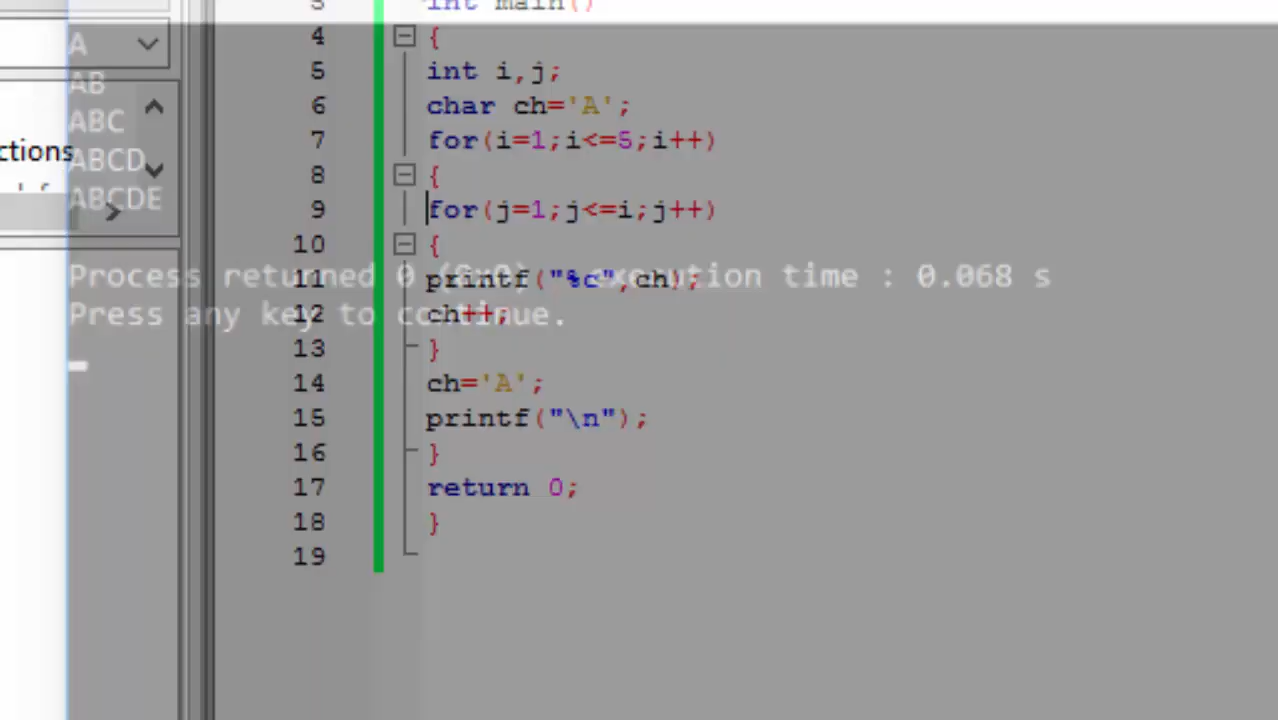 3 int main()
4 {
5 int i,j;
6 char ch='A';
7 for(i=1;i<=5;i++)
8 {
9 for(j=1;j<=i;j++)
10 {
11 printf("%c",ch);
12 ch++;
13 }
14 ch='A';
15 printf("\n");
16 }
17 return 0;
18 }
19
A
AB
ABC
ABCD
ABCDE
ctions
Process returned 0 (0x0) execution time : 0.068 s
Press any key to continue.